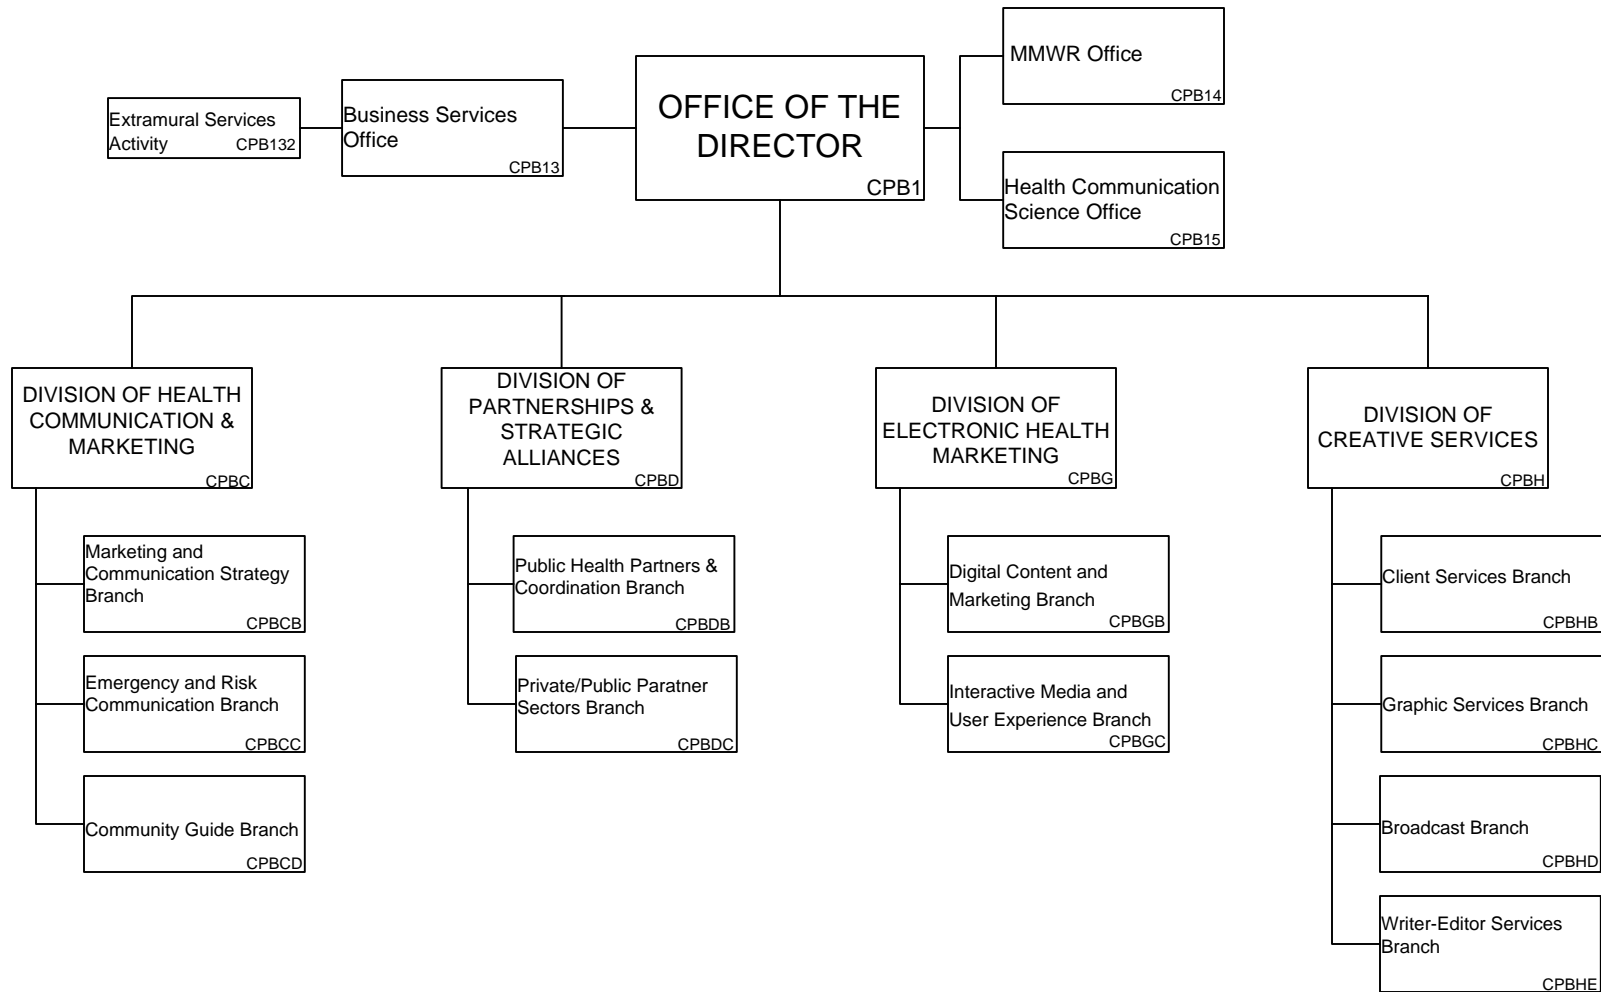 OFFICE OF THE
DIRECTOR
CPB1
Extramural Services
Activity CPB132
Business Services
Office
CPB13
MMWR Office
CPB14
Health Communication
Science Office
CPB15
DIVISION OF HEALTH
COMMUNICATION &
MARKETING
CPBC
Marketing and
Communication Strategy
Branch
CPBCB
Emergency and Risk
Communication Branch
CPBCC
Community Guide Branch
CPBCD
DIVISION OF
PARTNERSHIPS &
STRATEGIC
ALLIANCES
CPBD
Public Health Partners &
Coordination Branch
CPBDB
Private/Public Paratner
Sectors Branch
CPBDC
DIVISION OF
ELECTRONIC HEALTH
MARKETING
CPBG
Digital Content and
Marketing Branch
CPBGB
Interactive Media and
User Experience Branch
CPBGC
DIVISION OF
CREATIVE SERVICES
CPBH
Client Services Branch
CPBHB
Graphic Services Branch
CPBHC
Broadcast Branch
CPBHD
Writer-Editor Services
Branch
CPBHE